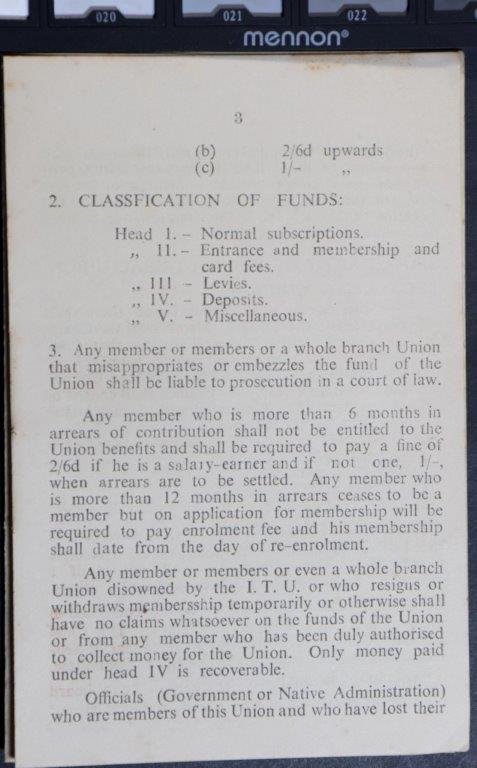 020 021 022
mennon®
3
(b) 2/6d upwards
(c) 1/- ,,
2. CLASSFICATION OF FUNDS:
Head 1. – Normal subscriptions.
,, 11. – Entrance and membership and
card fees.
,, III – Levies.
,, IV. – Deposits.
,, V. – Miscellaneous.
3. Any member or members or a whole branch Union
that misappropriates or embezzles the fund of the
Union shall be liable to prosecution in a court of law.
Any member who is more than 6 months in
arrears of contribution shall not be entitled to the
Union benefits and shall be required to pay a fine of
2/6d if he is a salary-earner and if not one, 1/-,
when arrears are to be settled. Any member who
is more than 12 months in arrears ceases to be a
member but on application for membership will be
required to pay enrolment fee and his membership
shall date from the day of re-enrolment.
Any member or members or even a whole branch
Union disowned by the I. T. U. or who resigns or
withdraws membersship temporarily or otherwise shall
have no claims whatsoever on the funds of the Union
or from any member who has been duly authorised
to collect money for the Union. Only money paid
under head IV is recoverable.
Officials (Government or Native Administration)
who are members of this Union and who have lost their